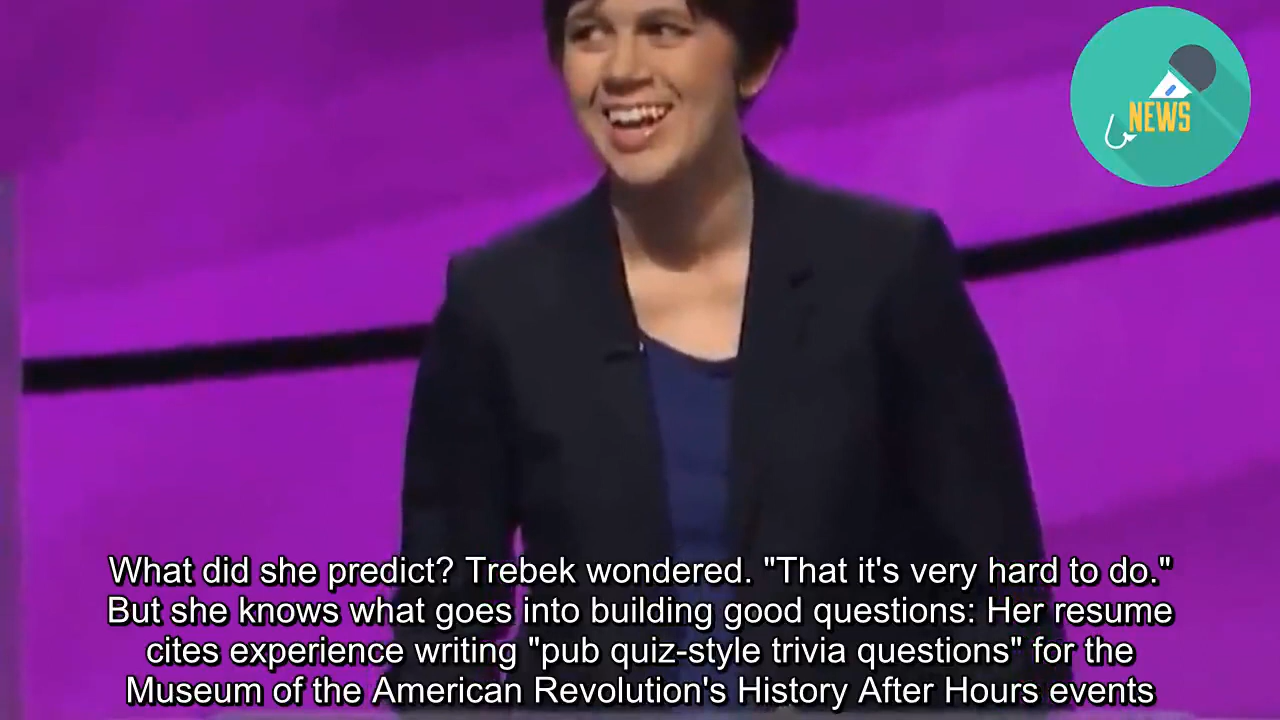 NEWS
What did she predict? Trebek wondered. "That it's very hard to do."
But she knows what goes into building good questions: Her resume
cites experience writing "pub quiz-style trivia questions" for the
Museum of the American Revolution's History After Hours events